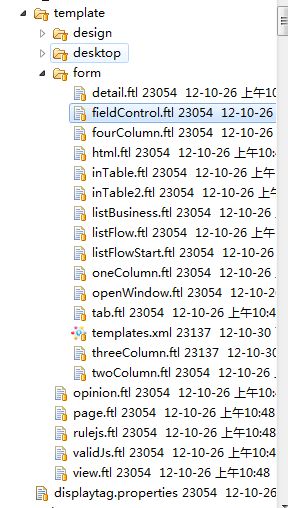 template
design
desktop
form
detail.ftl 23054 12-10-26 上午10
fieldControl.ftl 23054 12-10-26
fourColumn.ftl 23054 12-10-26
html.ftl 23054 12-10-26 上午10:4
inTable.ftl 23054 12-10-26 上午1
inTable2.ftl 23054 12-10-26 上午
listBusiness.ftl 23054 12-10-26
listFlow.ftl 23054 12-10-26 上午
listFlowStart.ftl 23054 12-10-2
oneColumn.ftl 23054 12-10-26
openWindow.ftl 23054 12-10-2
tab.ftl 23054 12-10-26 上午10:4
templates.xml 23137 12-10-30
threeColumn.ftl 23137 12-10-
twoColumn.ftl 23054 12-10-26
opinion.ftl 23054 12-10-26 上午10
page.ftl 23054 12-10-26 上午10:48
rulejs.ftl 23054 12-10-26 上午10:4
validJs.ftl 23054 12-10-26 上午10:
view.ftl 23054 12-10-26 上午10:48
displaytag.properties 23054 12-10-26